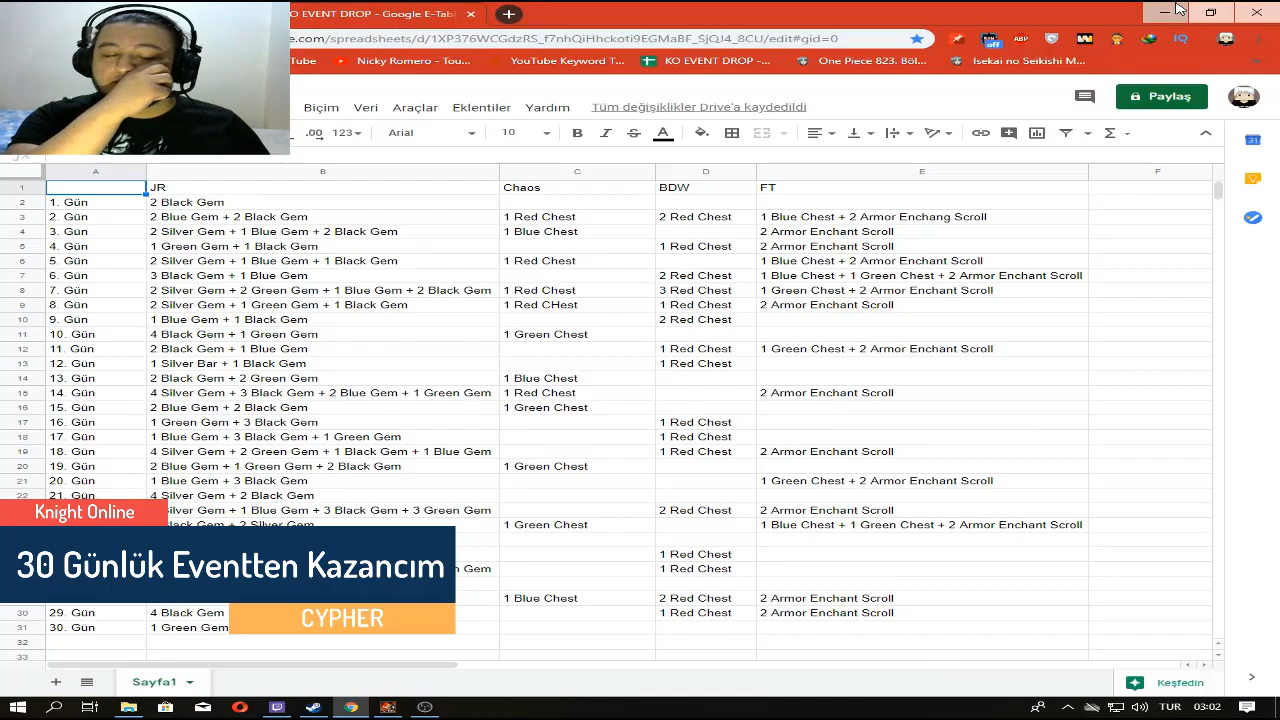 KO EVENT DROP - Google E-Tabl
e.com/spreadsheets/d/1XP376WCGdzRS_f7nhQiHhckoti9EGMaBF_SjQJ4_8CU/edit#gid=0
off ABP IQ
Tube Nicky Romero - Tou... YouTube Keyword T... KO EVENT DROP -... One Piece 823. Böl... Isekai no Seikishi M...
Biçim Veri Araçlar Eklentiler Yardım Tüm değişiklikler Drive'a kaydedildi Paylaş
.00 123 Arial 10 B I S A
A B C D E F
1 JR Chaos BDW FT
2 1. Gün 2 Black Gem
3 2. Gün 2 Blue Gem + 2 Black Gem 1 Red Chest 2 Red Chest 1 Blue Chest + 2 Armor Enchang Scroll
4 3. Gün 2 Silver Gem + 1 Blue Gem + 2 Black Gem 1 Blue Chest 2 Armor Enchant Scroll
5 4. Gün 1 Green Gem + 1 Black Gem 1 Red Chest 2 Armor Enchant Scroll
6 5. Gün 2 Silver Gem + 1 Blue Gem + 1 Black Gem 1 Red Chest 1 Blue Chest + 2 Armor Enchant Scroll
7 6. Gün 3 Black Gem + 1 Blue Gem 2 Red Chest 1 Blue Chest + 1 Green Chest + 2 Armor Enchant Scroll
8 7. Gün 2 Silver Gem + 2 Green Gem + 1 Blue Gem + 2 Black Gem 1 Red Chest 3 Red Chest 1 Green Chest + 2 Armor Enchant Scroll
9 8. Gün 2 Silver Gem + 1 Green Gem + 1 Black Gem 1 Red CHest 1 Red Chest 2 Armor Enchant Scroll
10 9. Gün 1 Blue Gem + 1 Black Gem 2 Red Chest
11 10. Gün 4 Black Gem + 1 Green Gem 1 Green Chest
12 11. Gün 2 Black Gem + 1 Blue Gem 1 Red Chest 1 Green Chest + 2 Armor Enchant Scroll
13 12. Gün 1 Silver Bar + 1 Black Gem 1 Red Chest
14 13. Gün 2 Black Gem + 2 Green Gem 1 Blue Chest
15 14. Gün 4 Silver Gem + 3 Black Gem + 2 Blue Gem + 1 Green Gem 1 Red Chest 2 Armor Enchant Scroll
16 15. Gün 2 Blue Gem + 2 Black Gem 1 Green Chest
17 16. Gün 1 Green Gem + 3 Black Gem 1 Red Chest
18 17. Gün 1 Blue Gem + 3 Black Gem + 1 Green Gem 1 Red Chest
19 18. Gün 4 Silver Gem + 2 Green Gem + 1 Black Gem + 1 Blue Gem 1 Red Chest 2 Armor Enchant Scroll
20 19. Gün 2 Blue Gem + 1 Green Gem + 2 Black Gem 1 Green Chest
21 20. Gün 1 Blue Gem + 3 Black Gem 1 Green Chest + 2 Armor Enchant Scroll
22 21. Gün 4 Silver Gem + 2 Black Gem
Silver Gem + 1 Blue Gem + 3 Black Gem + 3 Green Gem 2 Red Chest 2 Armor Enchant Scroll
Black Gem + 2 Silver Gem 1 Green Chest 1 Blue Chest + 1 Green Chest + 2 Armor Enchant Scroll
1 Red Chest
en Gem 1 Red Chest
1 Blue Chest 2 Red Chest 2 Armor Enchant Scroll
30 29. Gün 4 Black Gem 1 Red Chest 2 Armor Enchant Scroll
31 30. Gün 1 Green Gem
32
33
Knight Online
30 Günlük Eventten Kazancım
CYPHER
Sayfa1 Keşfedin
TUR 03:02